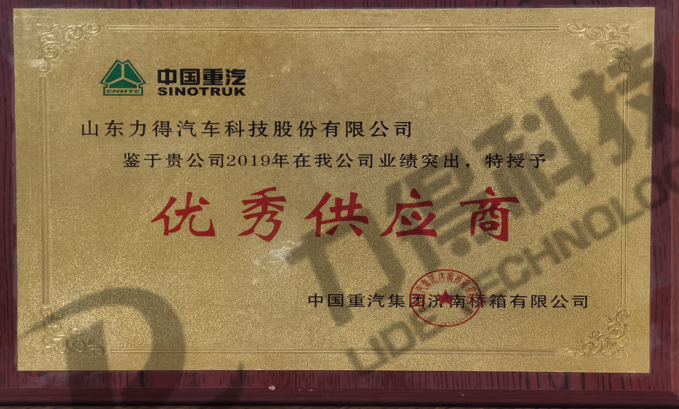 CNHTC
中国重汽
SINOTRUK
山东力得汽车科技股份有限公司
鉴于贵公司2019年在我公司业绩突出，特授予
优秀供应商
中国重汽集团济南桥箱有限公司
力得科技
LIDE TECHNOLOGY